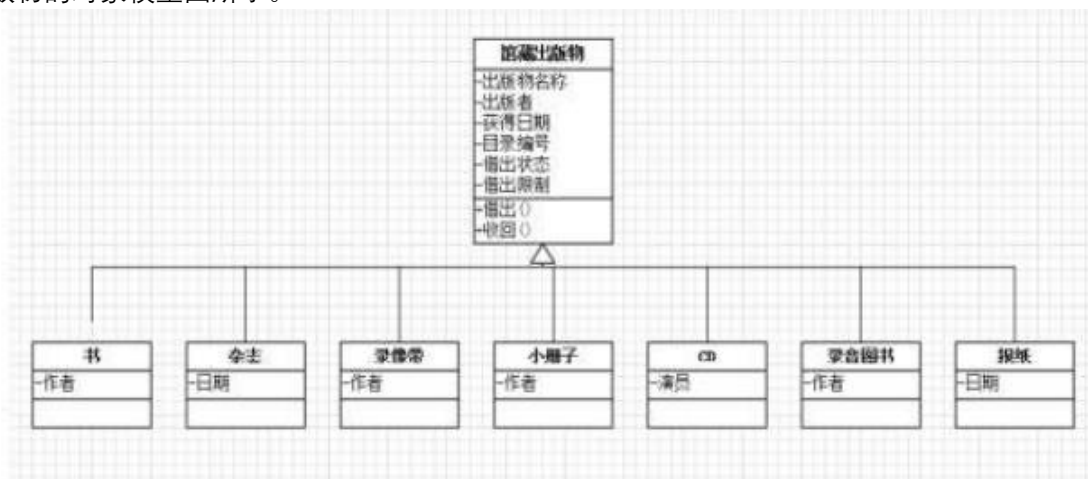 馆藏出版物
-出版物名称
-出版者
-获得日期
-目录编号
-借出状态
-借出限制
-借出()
-收回()
书
-作者
杂志
-日期
录像带
-作者
小册子
-作者
CD
-演员
录音图书
-作者
报纸
-日期